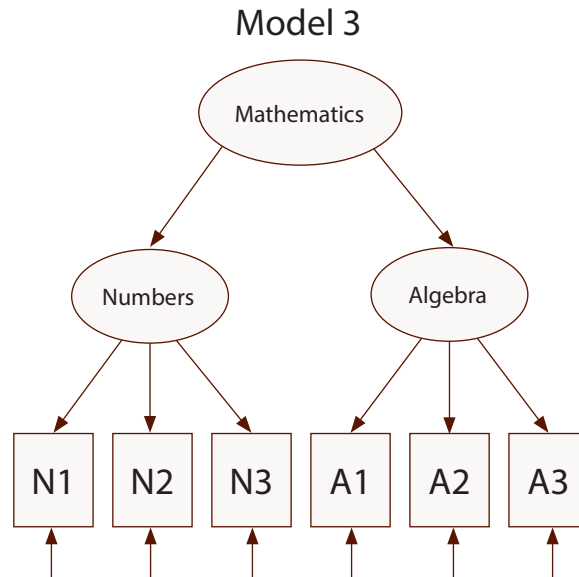 Model 3
Mathematics
Numbers
Algebra
N1
N2
N3
A1
A2
A3